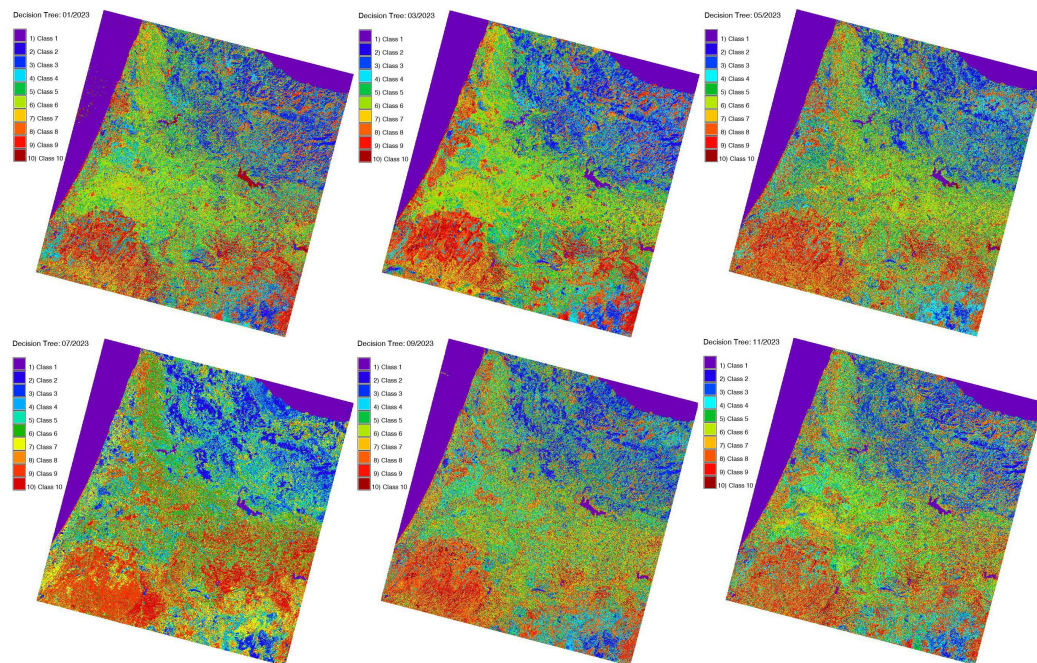 Decision Tree: 01/2023
1) Class 1
2) Class 2
3) Class 3
4) Class 4
5) Class 5
6) Class 6
7) Class 7
8) Class 8
9) Class 9
10) Class 10
Decision Tree: 03/2023
1) Class 1
2) Class 2
3) Class 3
4) Class 4
5) Class 5
6) Class 6
7) Class 7
8) Class 8
9) Class 9
10) Class 10
Decision Tree: 05/2023
1) Class 1
2) Class 2
3) Class 3
4) Class 4
5) Class 5
6) Class 6
7) Class 7
8) Class 8
9) Class 9
10) Class 10
Decision Tree: 07/2023
1) Class 1
2) Class 2
3) Class 3
4) Class 4
5) Class 5
6) Class 6
7) Class 7
8) Class 8
9) Class 9
10) Class 10
Decision Tree: 09/2023
1) Class 1
2) Class 2
3) Class 3
4) Class 4
5) Class 5
6) Class 6
7) Class 7
8) Class 8
9) Class 9
10) Class 10
Decision Tree: 11/2023
1) Class 1
2) Class 2
3) Class 3
4) Class 4
5) Class 5
6) Class 6
7) Class 7
8) Class 8
9) Class 9
10) Class 10